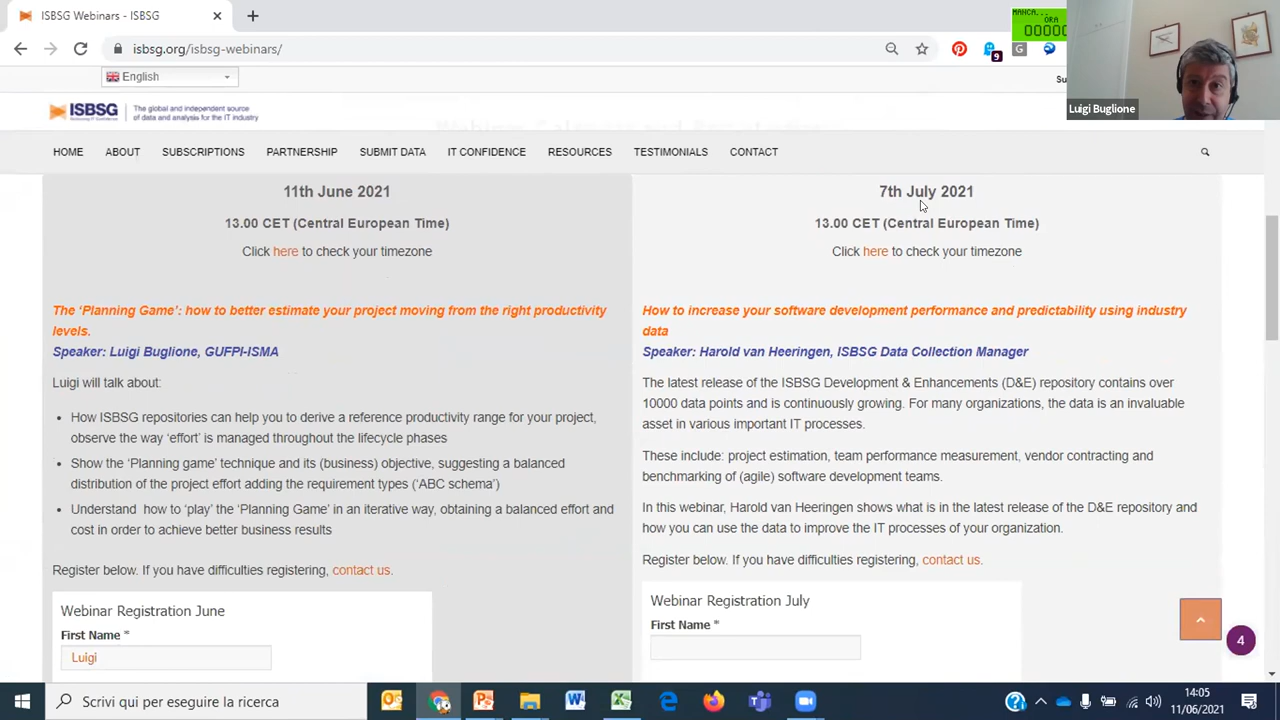 ISBSG Webinars - ISBSG
MANCA...
ORA
00000
isbsg.org/isbsg-webinars/
9
G
English
Su
Luigi Buglione
ISBSG
The global and independent source
of data and analysis for the IT industry
HOME
ABOUT
SUBSCRIPTIONS
PARTNERSHIP
SUBMIT DATA
IT CONFIDENCE
RESOURCES
TESTIMONIALS
CONTACT
11th June 2021
13.00 CET (Central European Time)
Click here to check your timezone
The ‘Planning Game’: how to better estimate your project moving from the right productivity
levels.
Speaker: Luigi Buglione, GUFPI-ISMA
Luigi will talk about:
• How ISBSG repositories can help you to derive a reference productivity range for your project,
observe the way ‘effort’ is managed throughout the lifecycle phases
• Show the ‘Planning game’ technique and its (business) objective, suggesting a balanced
distribution of the project effort adding the requirement types (‘ABC schema’)
• Understand how to ‘play’ the ‘Planning Game’ in an iterative way, obtaining a balanced effort and
cost in order to achieve better business results
Register below. If you have difficulties registering, contact us.
Webinar Registration June
First Name *
Luigi
7th July 2021
13.00 CET (Central European Time)
Click here to check your timezone
How to increase your software development performance and predictability using industry
data
Speaker: Harold van Heeringen, ISBSG Data Collection Manager
The latest release of the ISBSG Development & Enhancements (D&E) repository contains over
10000 data points and is continuously growing. For many organizations, the data is an invaluable
asset in various important IT processes.
These include: project estimation, team performance measurement, vendor contracting and
benchmarking of (agile) software development teams.
In this webinar, Harold van Heeringen shows what is in the latest release of the D&E repository and
how you can use the data to improve the IT processes of your organization.
Register below. If you have difficulties registering, contact us.
Webinar Registration July
First Name *
4
Scrivi qui per eseguire la ricerca
14:05
11/06/2021